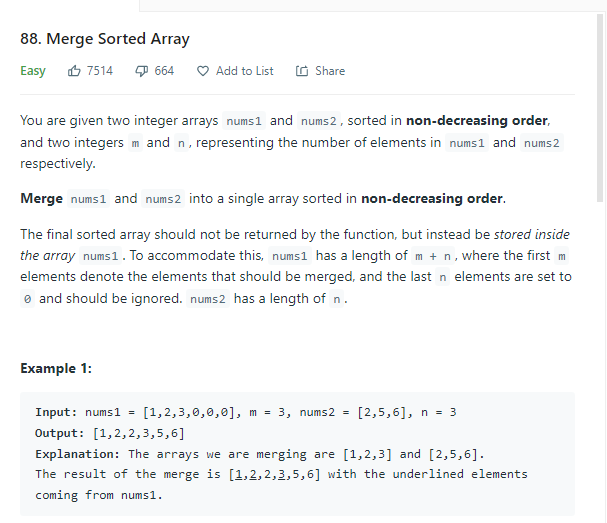 88. Merge Sorted Array
Easy 7514 664 Add to List Share
You are given two integer arrays nums1 and nums2, sorted in non-decreasing order,
and two integers m and n, representing the number of elements in nums1 and nums2
respectively.
Merge nums1 and nums2 into a single array sorted in non-decreasing order.
The final sorted array should not be returned by the function, but instead be stored inside
the array nums1. To accommodate this, nums1 has a length of m + n, where the first m
elements denote the elements that should be merged, and the last n elements are set to
0 and should be ignored. nums2 has a length of n.
Example 1:
Input: nums1 = [1,2,3,0,0,0], m = 3, nums2 = [2,5,6], n = 3
Output: [1,2,2,3,5,6]
Explanation: The arrays we are merging are [1,2,3] and [2,5,6].
The result of the merge is [1,2,2,3,5,6] with the underlined elements
coming from nums1.